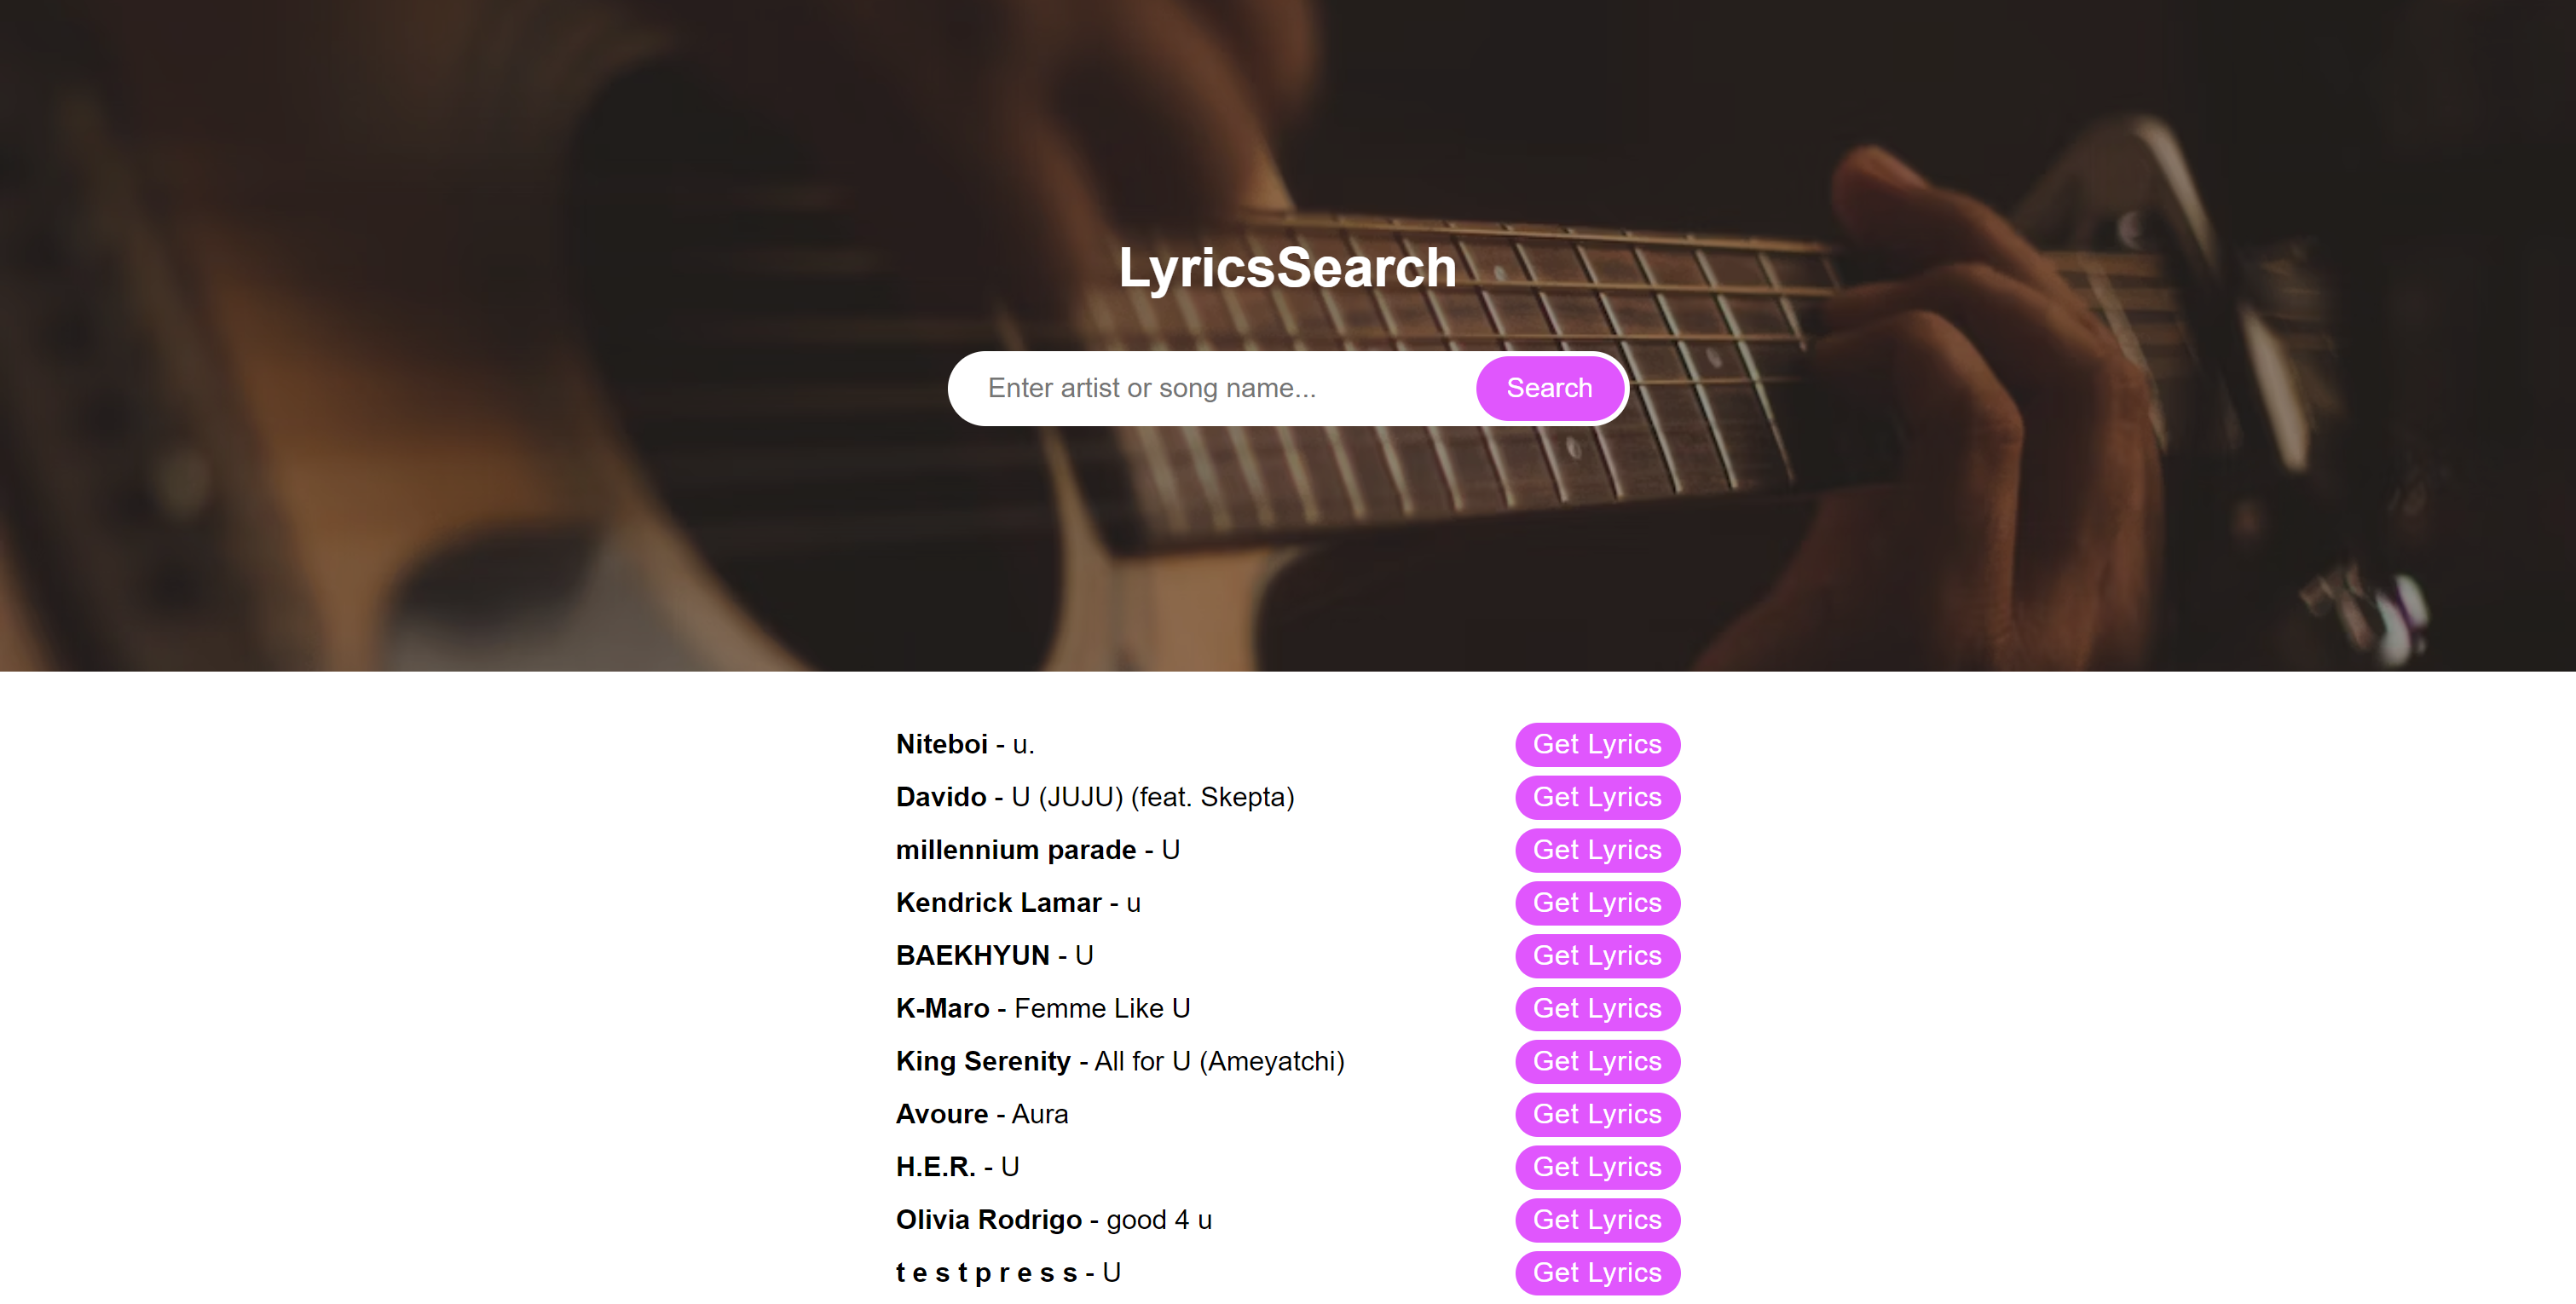 LyricsSearch
Enter artist or song name...
Search
Niteboi - u.
Get Lyrics
Davido - U (JUJU) (feat. Skepta)
Get Lyrics
millennium parade - U
Get Lyrics
Kendrick Lamar - u
Get Lyrics
BAEKHYUN - U
Get Lyrics
K-Maro - Femme Like U
Get Lyrics
King Serenity - All for U (Ameyatchi)
Get Lyrics
Avoure - Aura
Get Lyrics
H.E.R. - U
Get Lyrics
Olivia Rodrigo - good 4 u
Get Lyrics
t e s t p r e s s - U
Get Lyrics